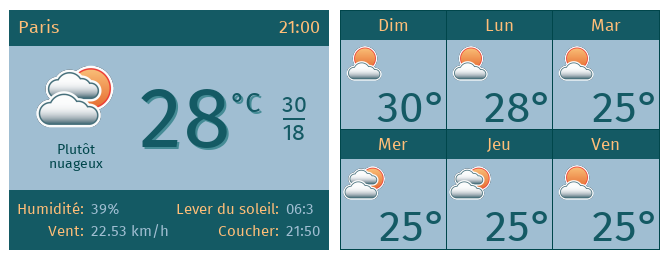 Paris 21:00
28°C
30
18
Plutôt
nuageux
Humidité: 39% Lever du soleil: 06:3
Vent: 22.53 km/h Coucher: 21:50
Dim Lun Mar
30° 28° 25°
Mer Jeu Ven
25° 25° 25°